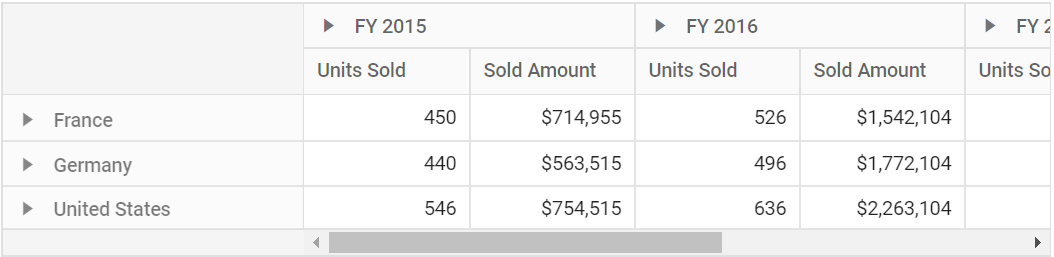 FY 2015 FY 2016 FY 2
Units Sold Sold Amount Units Sold Sold Amount Units So
France 450 $714,955 526 $1,542,104
Germany 440 $563,515 496 $1,772,104
United States 546 $754,515 636 $2,263,104